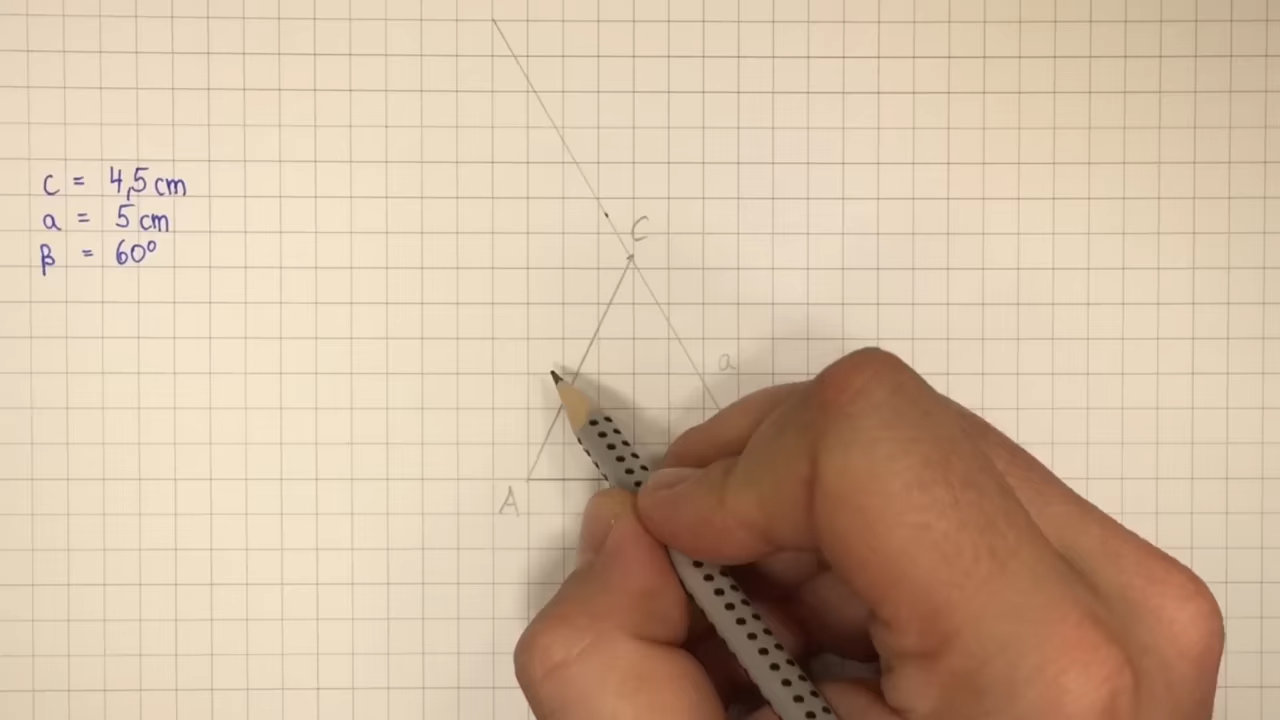 c = 4,5 cm
a = 5 cm
β = 60°
C
a
A